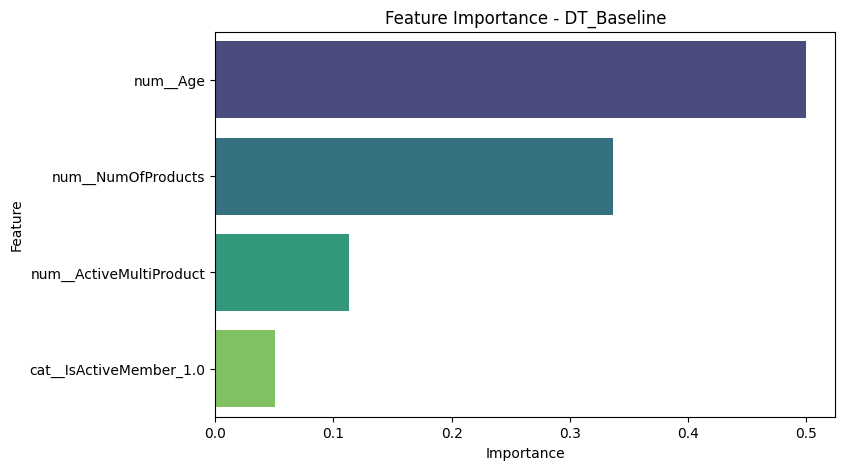 Feature Importance - DT_Baseline
Feature
num__Age
num__NumOfProducts
num__ActiveMultiProduct
cat__IsActiveMember_1.0
0.0 0.1 0.2 0.3 0.4 0.5
Importance